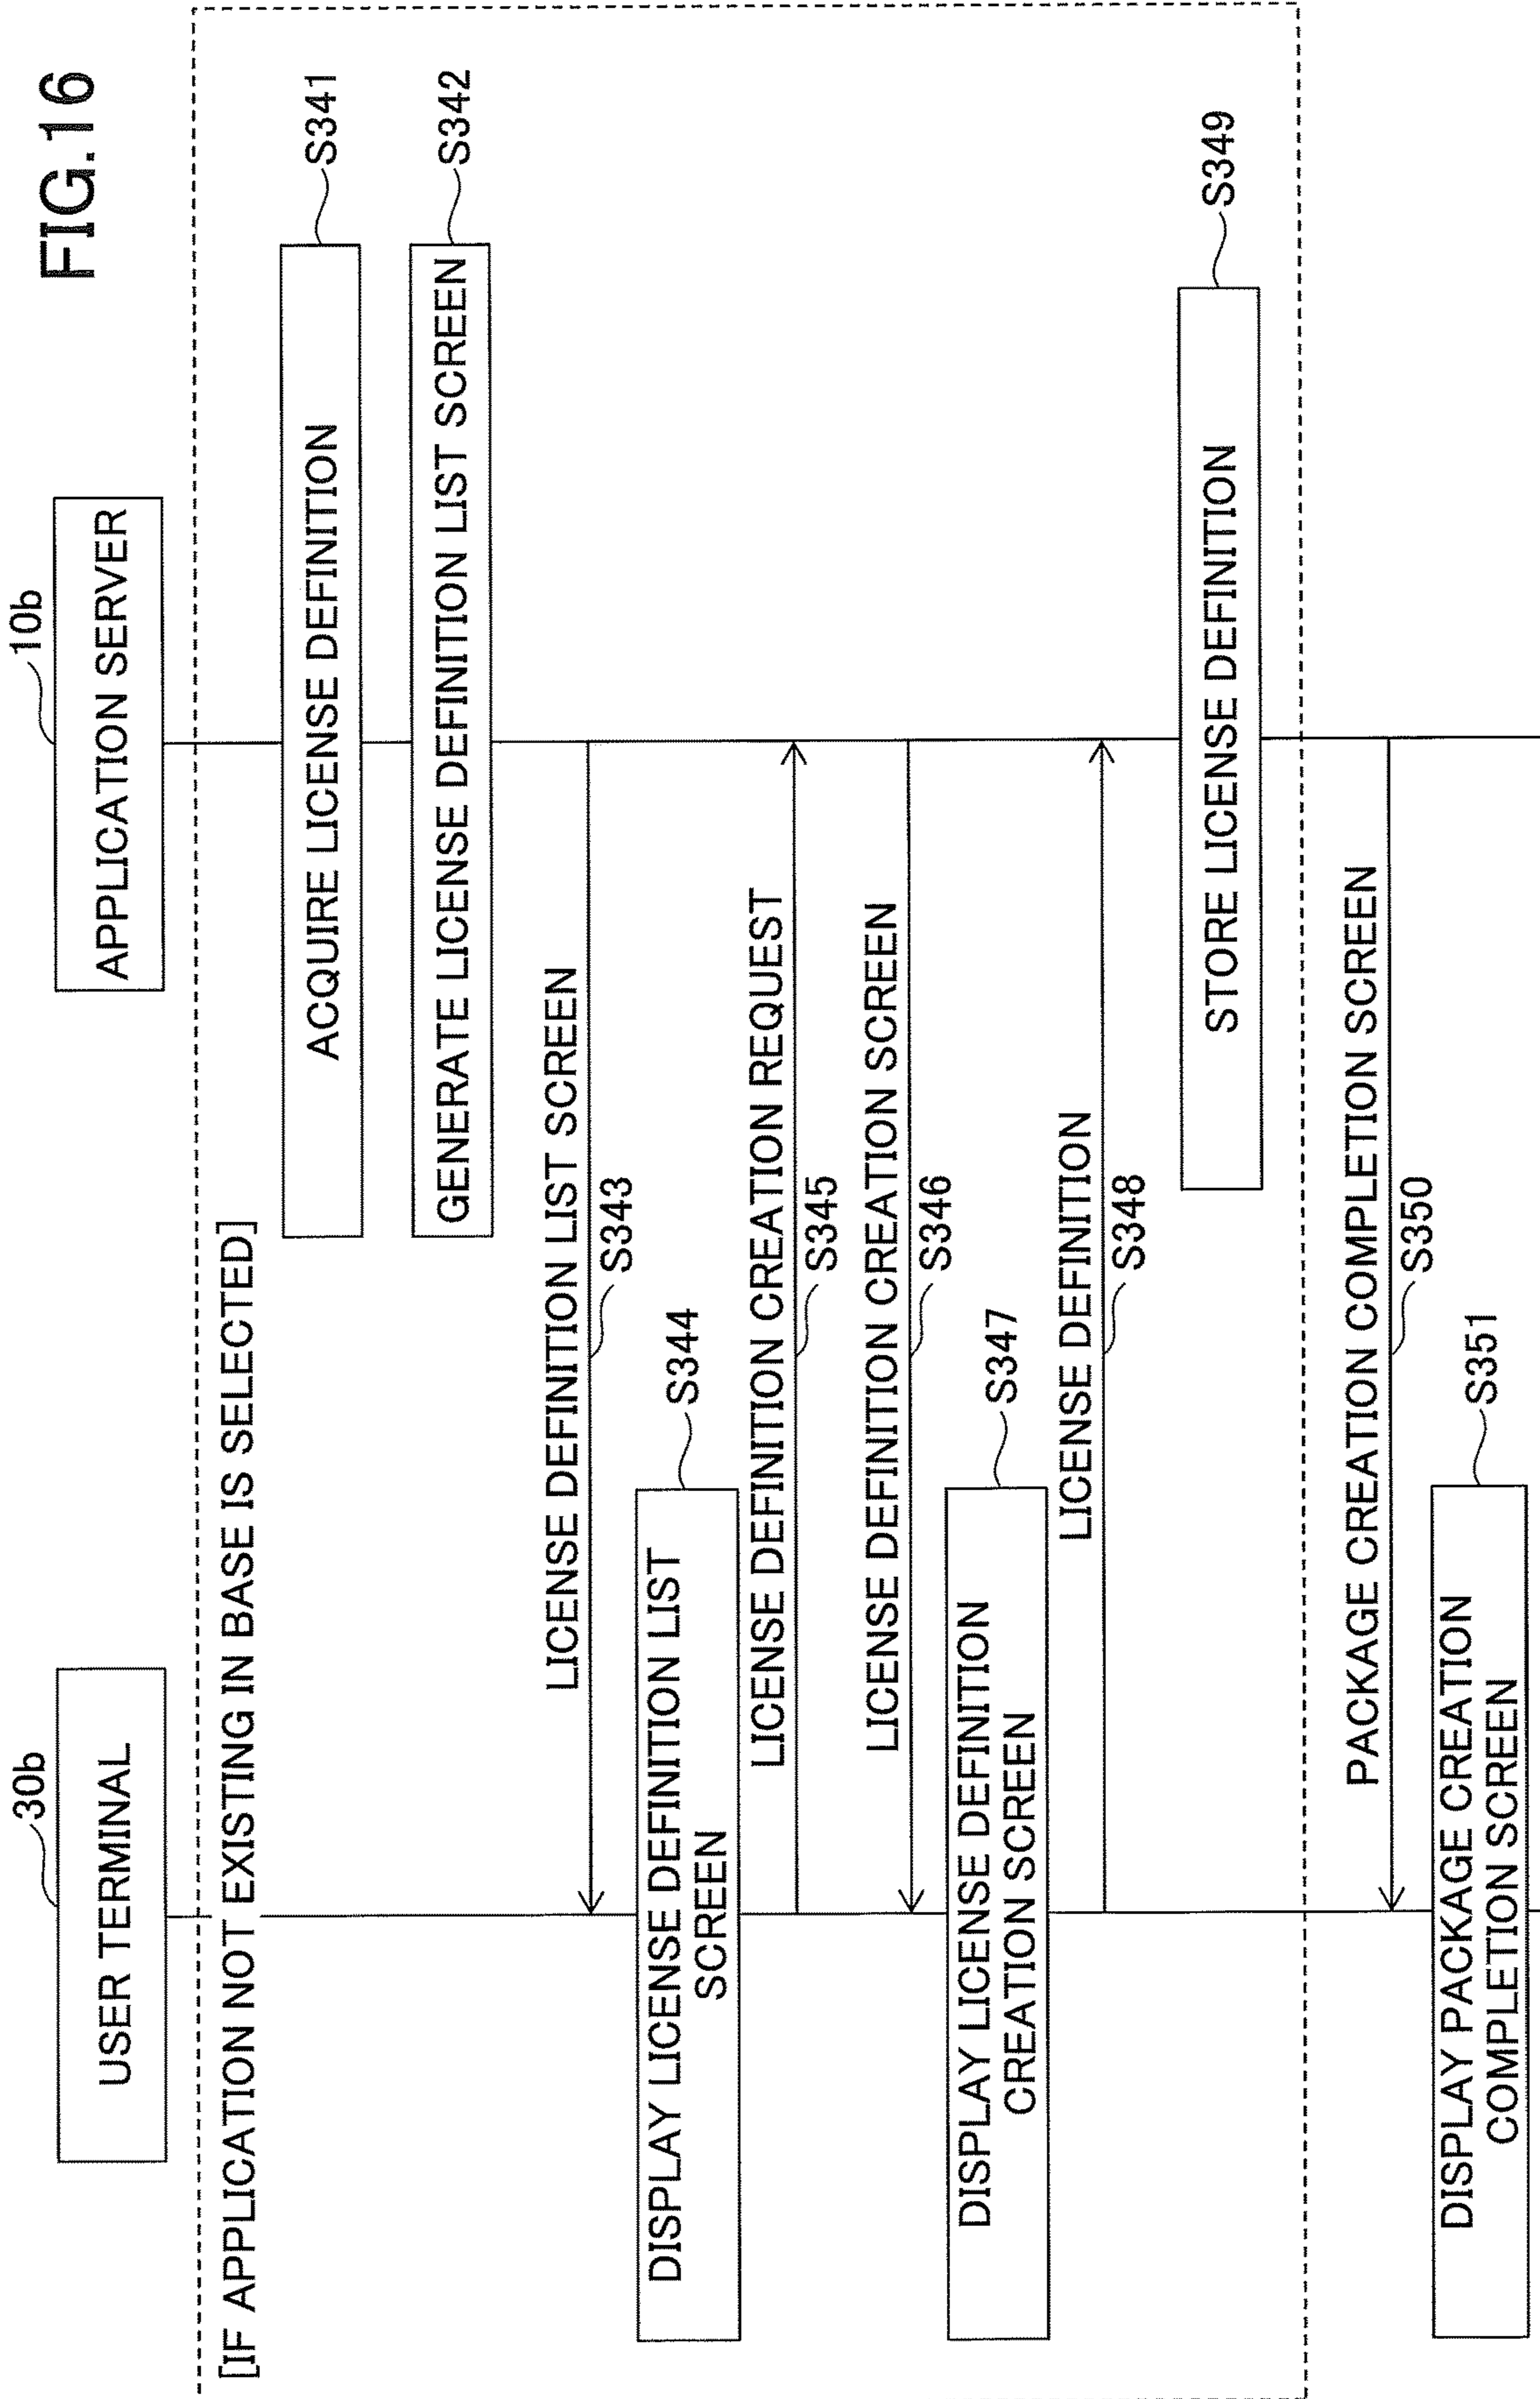 FIG.16
30b
USER TERMINAL
10b
APPLICATION SERVER
[IF APPLICATION NOT EXISTING IN BASE IS SELECTED]
ACQUIRE LICENSE DEFINITION
S341
GENERATE LICENSE DEFINITION LIST SCREEN
S342
LICENSE DEFINITION LIST SCREEN
S343
DISPLAY LICENSE DEFINITION LIST
SCREEN
S344
LICENSE DEFINITION CREATION REQUEST
S345
LICENSE DEFINITION CREATION SCREEN
S346
DISPLAY LICENSE DEFINITION
CREATION SCREEN
S347
LICENSE DEFINITION
S348
STORE LICENSE DEFINITION
S349
PACKAGE CREATION COMPLETION SCREEN
S350
DISPLAY PACKAGE CREATION
COMPLETION SCREEN
S351